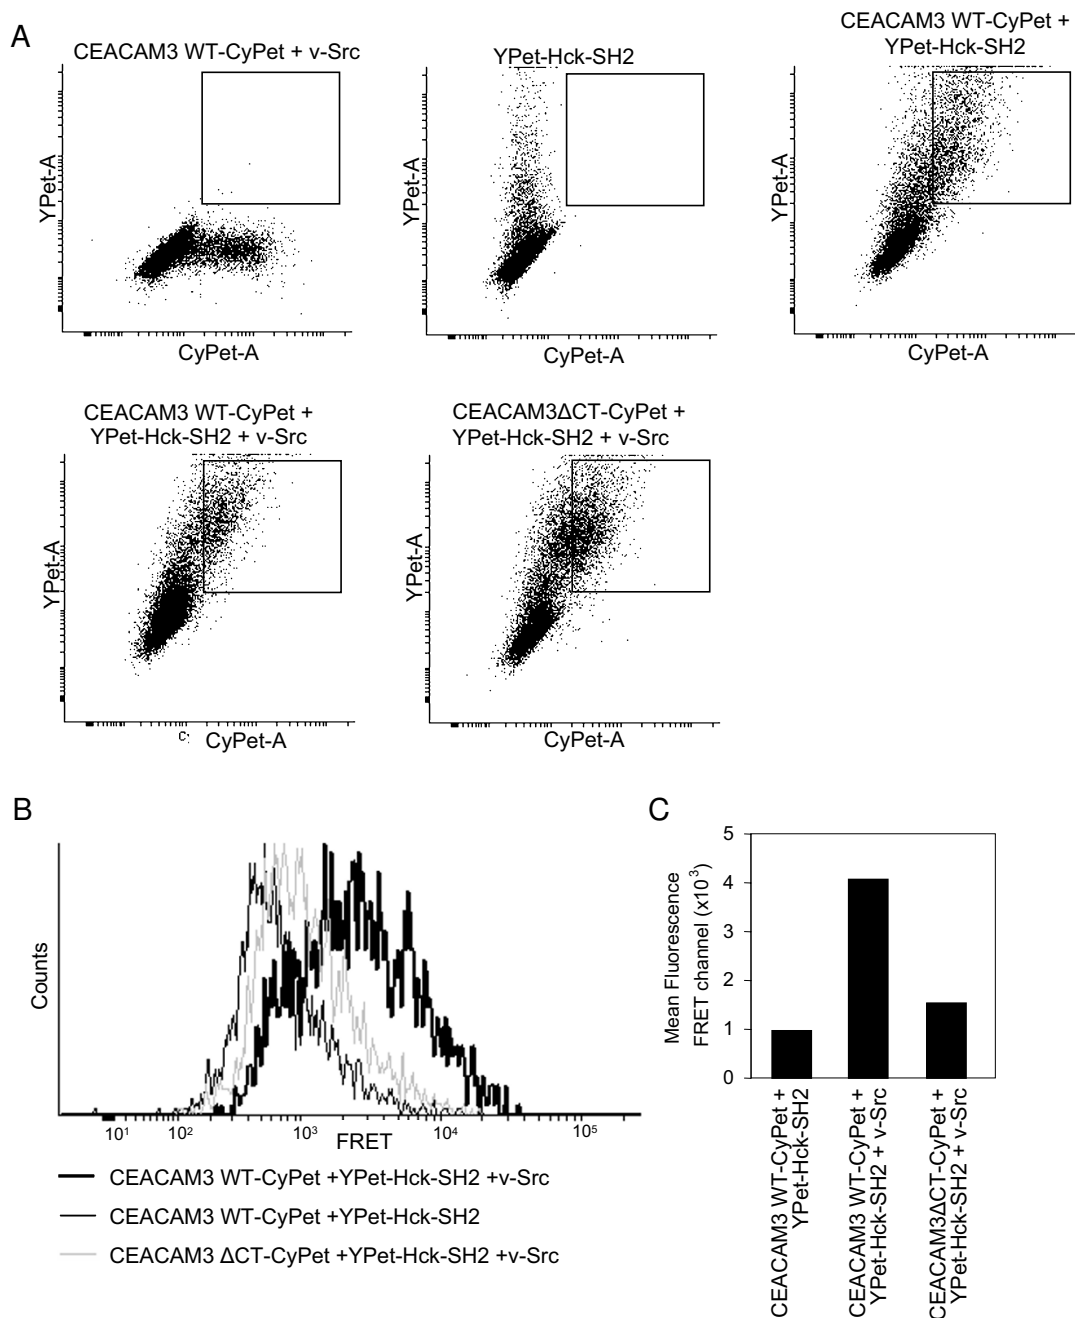 A
CEACAM3 WT-CyPet + v-Src
YPet-A
CyPet-A
YPet-Hck-SH2
YPet-A
CyPet-A
CEACAM3 WT-CyPet +
YPet-Hck-SH2
YPet-A
CyPet-A
CEACAM3 WT-CyPet +
YPet-Hck-SH2 + v-Src
YPet-A
CyPet-A
CEACAM3ΔCT-CyPet +
YPet-Hck-SH2 + v-Src
YPet-A
CyPet-A
B
Counts
10¹ 10² 10³ 10⁴ 10⁵
FRET
CEACAM3 WT-CyPet +YPet-Hck-SH2 +v-Src
CEACAM3 WT-CyPet +YPet-Hck-SH2
CEACAM3 ΔCT-CyPet +YPet-Hck-SH2 +v-Src
C
Mean Fluorescence
FRET channel (x10³)
5
4
3
2
1
0
CEACAM3 WT-CyPet +
YPet-Hck-SH2
CEACAM3 WT-CyPet +
YPet-Hck-SH2 + v-Src
CEACAM3ΔCT-CyPet +
YPet-Hck-SH2 + v-Src